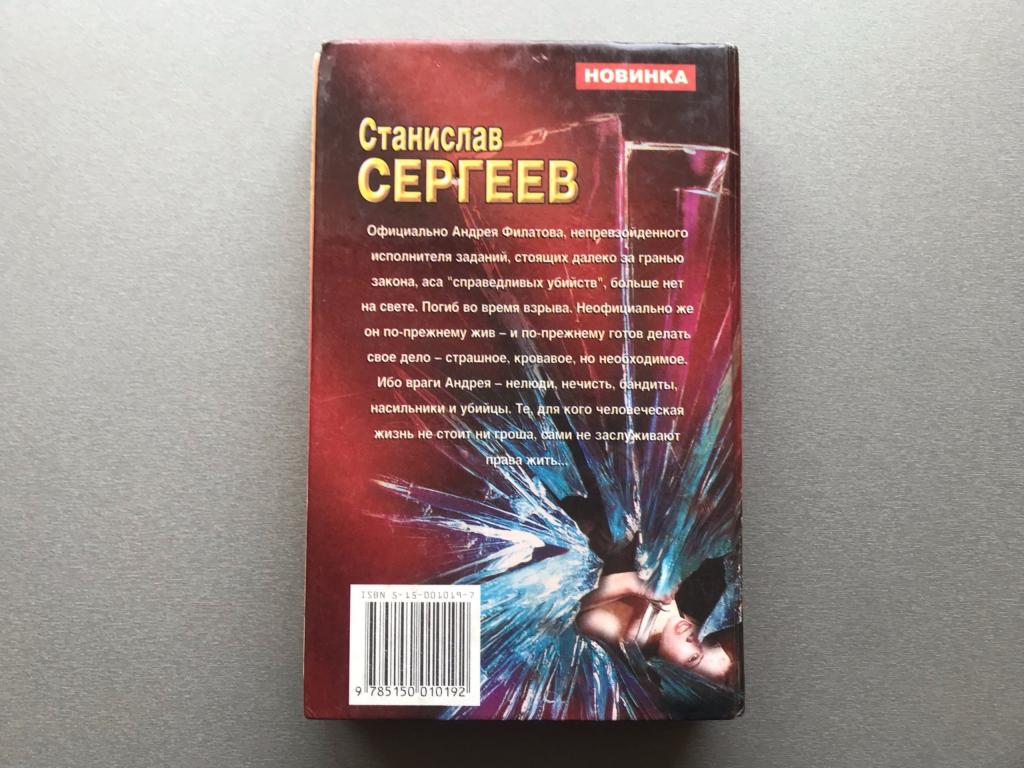 НОВИНКА
Станислав
СЕРГЕЕВ
Официально Андрея Филатова, непревзойденного
исполнителя заданий, стоящих далеко за гранью
закона, аса "справедливых убийств", больше нет
на свете. Погиб во время взрыва. Неофициально же
он по-прежнему жив – и по-прежнему готов делать
свое дело – страшное, кровавое, но необходимое.
Ибо враги Андрея – нелюди, нечисть, бандиты,
насильники и убийцы. Те, для кого человеческая
жизнь не стоит ни гроша, сами не заслуживают
права жить...
ISBN 5-15-001019-7
9 785150 010192